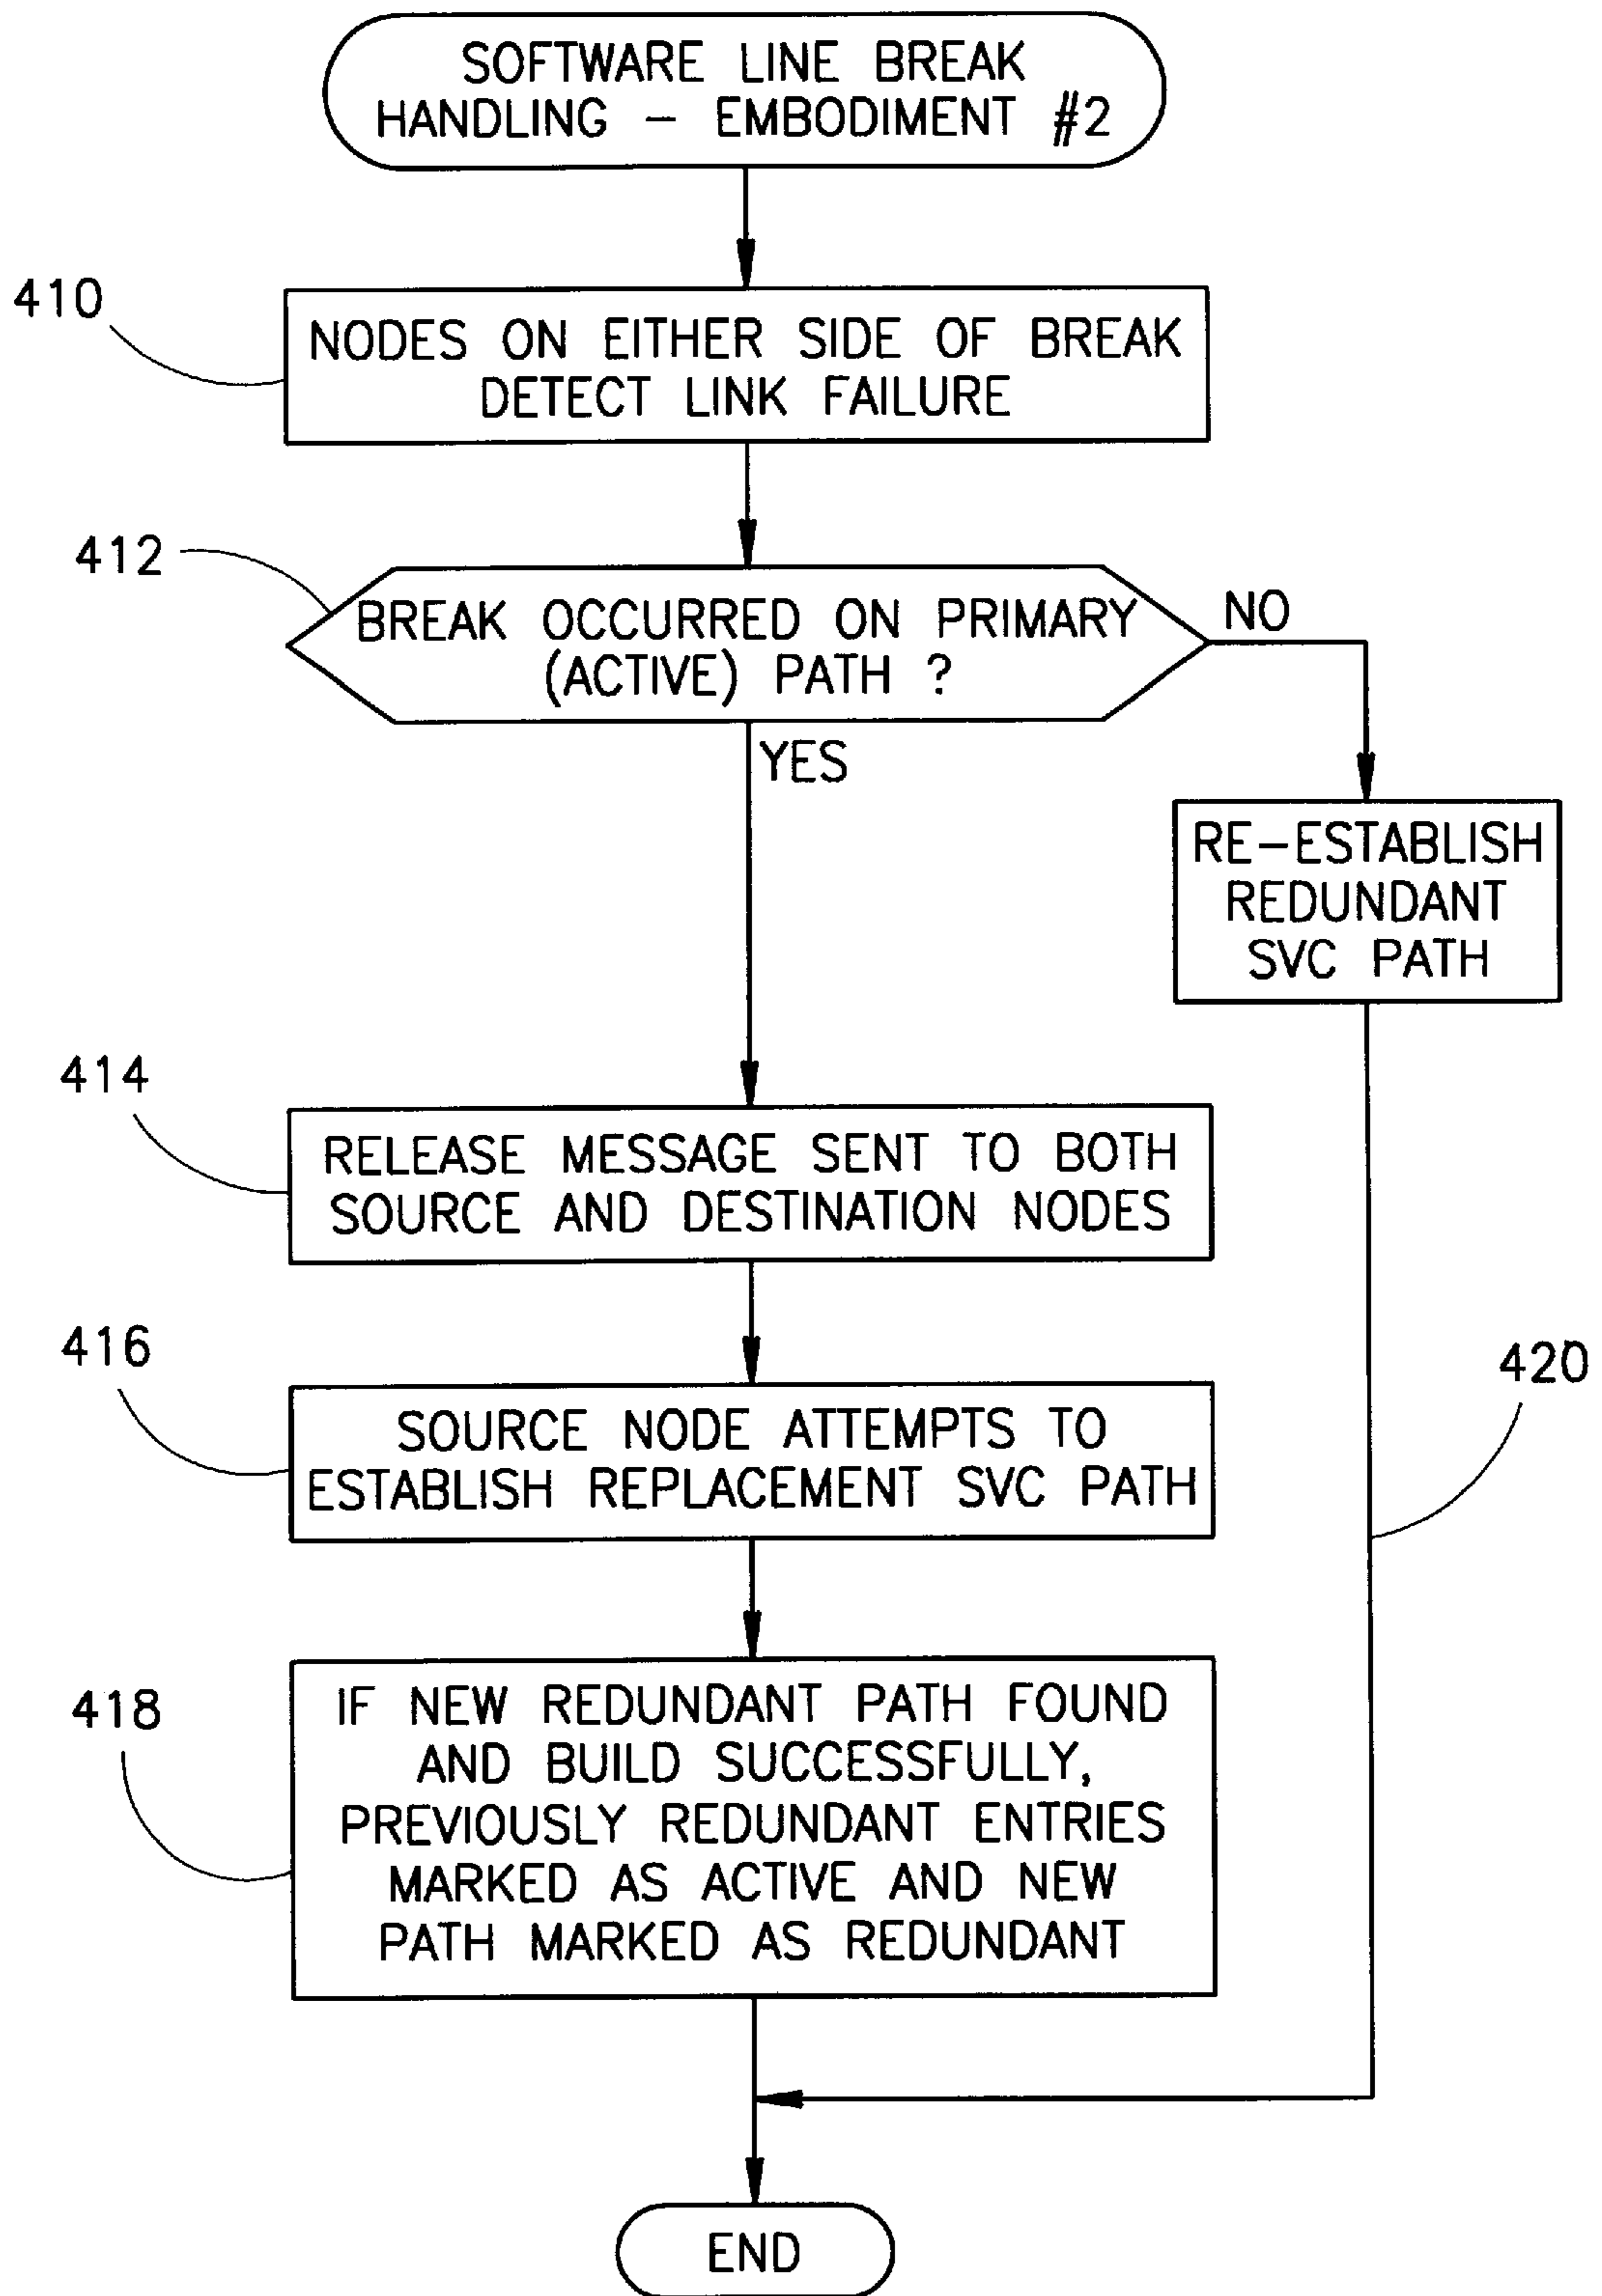 SOFTWARE LINE BREAK
HANDLING - EMBODIMENT #2
410
NODES ON EITHER SIDE OF BREAK
DETECT LINK FAILURE
412
BREAK OCCURRED ON PRIMARY
(ACTIVE) PATH ?
NO
YES
RE-ESTABLISH
REDUNDANT
SVC PATH
414
RELEASE MESSAGE SENT TO BOTH
SOURCE AND DESTINATION NODES
416
SOURCE NODE ATTEMPTS TO
ESTABLISH REPLACEMENT SVC PATH
420
418
IF NEW REDUNDANT PATH FOUND
AND BUILD SUCCESSFULLY,
PREVIOUSLY REDUNDANT ENTRIES
MARKED AS ACTIVE AND NEW
PATH MARKED AS REDUNDANT
END